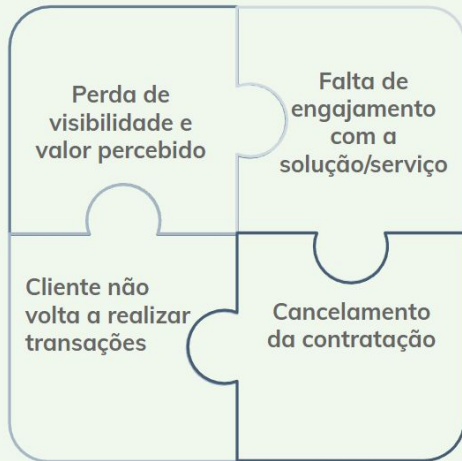 Perda de
visibilidade e
valor percebido
Falta de
engajamento
com a
solução/serviço
Cliente não
volta a realizar
transações
Cancelamento
da contratação